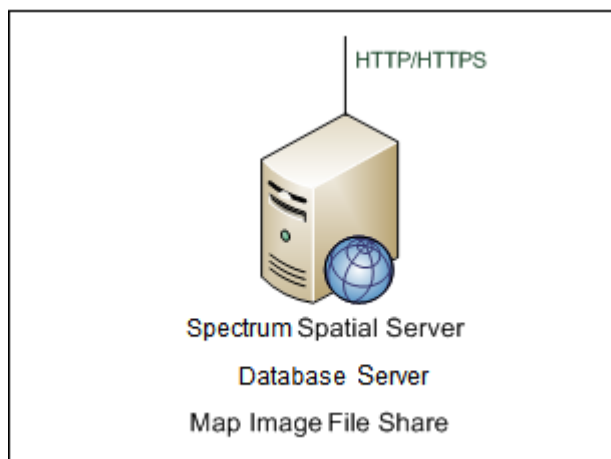 HTTP/HTTPS
Spectrum Spatial Server
Database Server
Map Image File Share